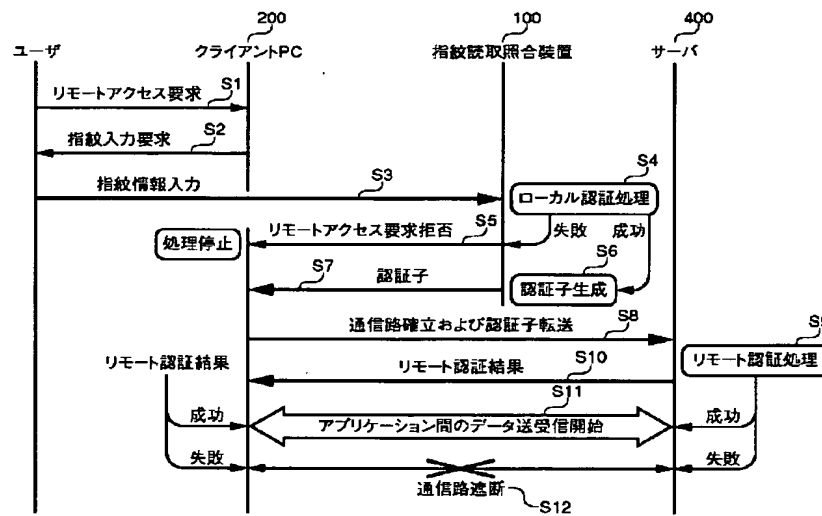 200
100
400
ユーザ
クライアントPC
指紋読取照合装置
サーバ
リモートアクセス要求
S1
指紋入力要求
S2
指紋情報入力
S3
S4
ローカル認証処理
リモートアクセス要求拒否
S5
失敗
成功
処理停止
S6
認証子
S7
認証子生成
通信路確立および認証子転送
S8
リモート認証結果
リモート認証結果
S10
リモート認証処理
S11
成功
アプリケーション間のデータ送受信開始
成功
失敗
失敗
通信路遮断
S12